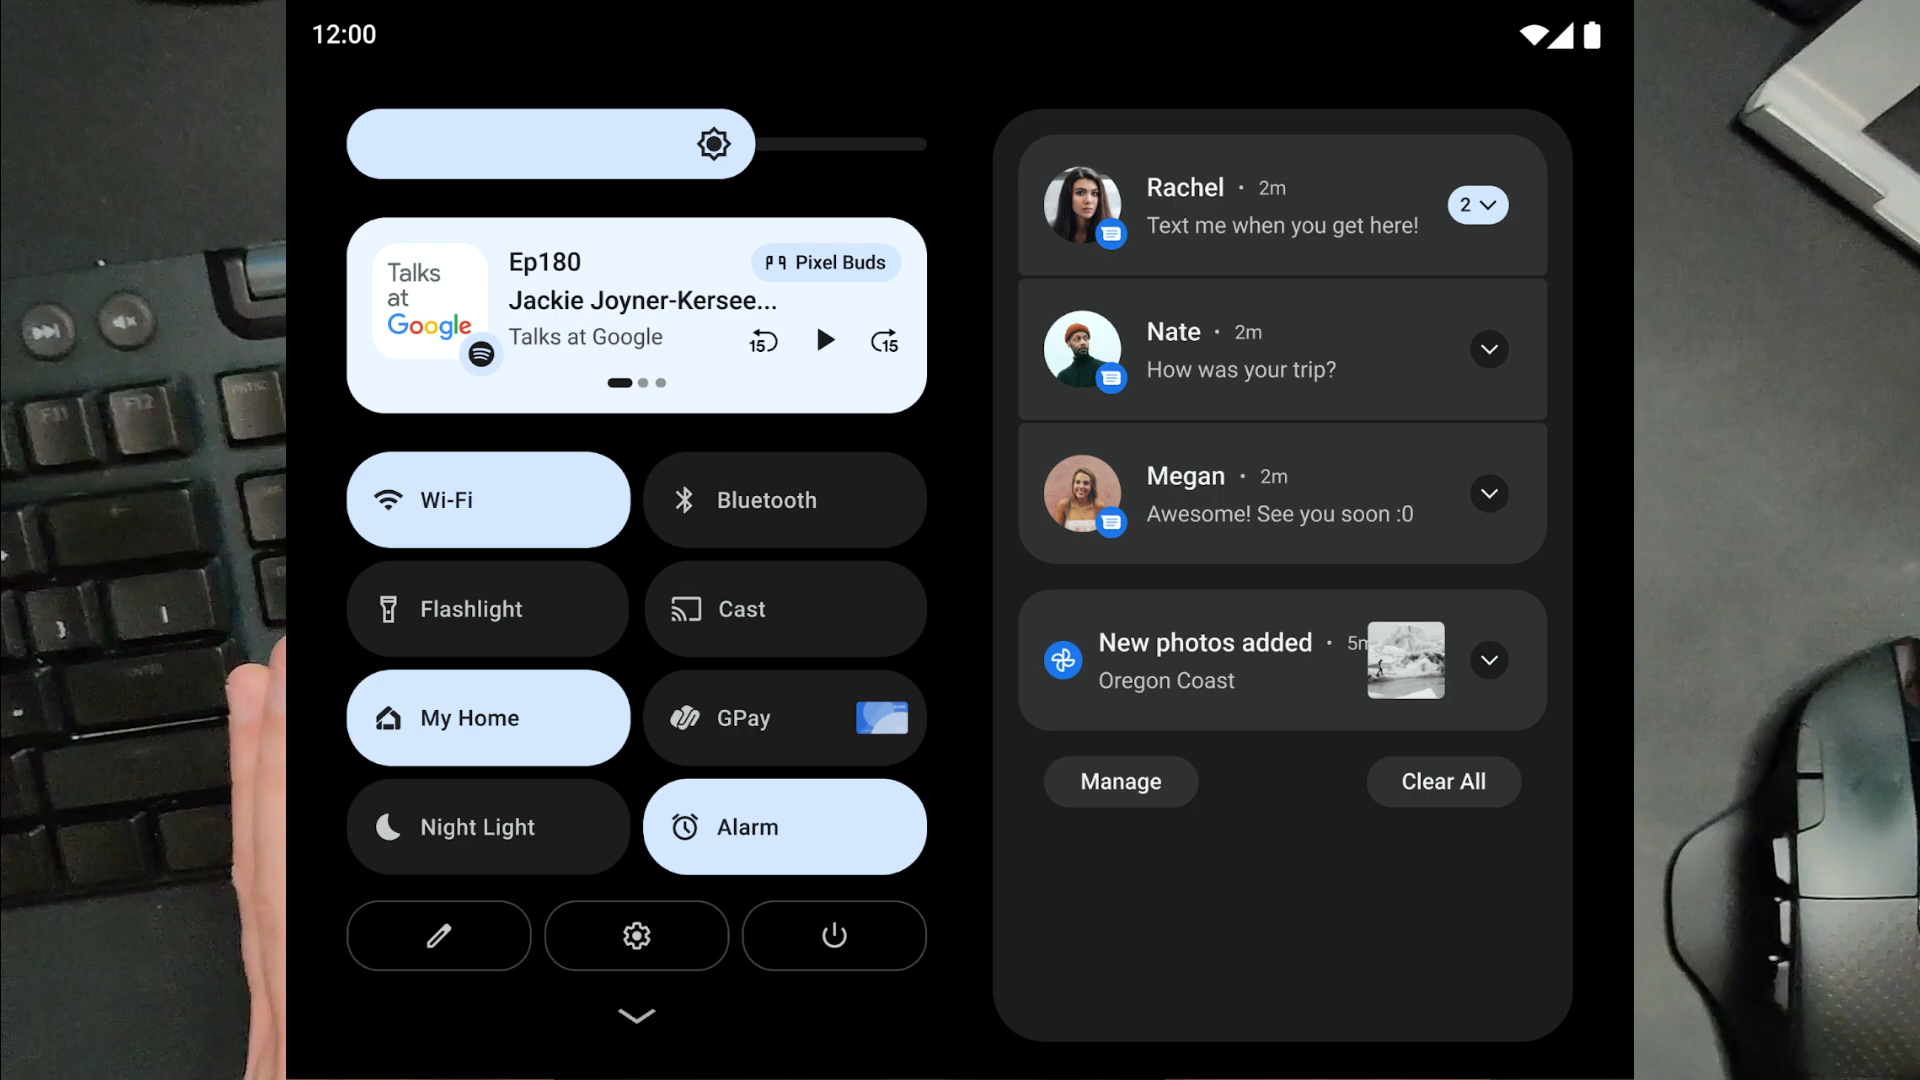 12:00
Talks
at
Google
Ep180
Pixel Buds
Jackie Joyner-Kersee...
Talks at Google
15
15
Wi-Fi
Bluetooth
Flashlight
Cast
My Home
GPay
Night Light
Alarm
Rachel • 2m
Text me when you get here!
2
Nate • 2m
How was your trip?
Megan • 2m
Awesome! See you soon :0
New photos added • 5m
Oregon Coast
Manage
Clear All
F11
F12